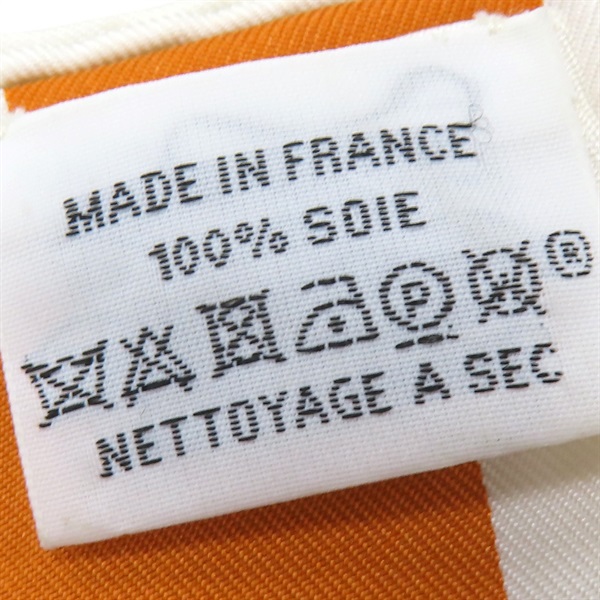 MADE IN FRANCE
100% SOIE
P W ®
NETTOYAGE A SEC